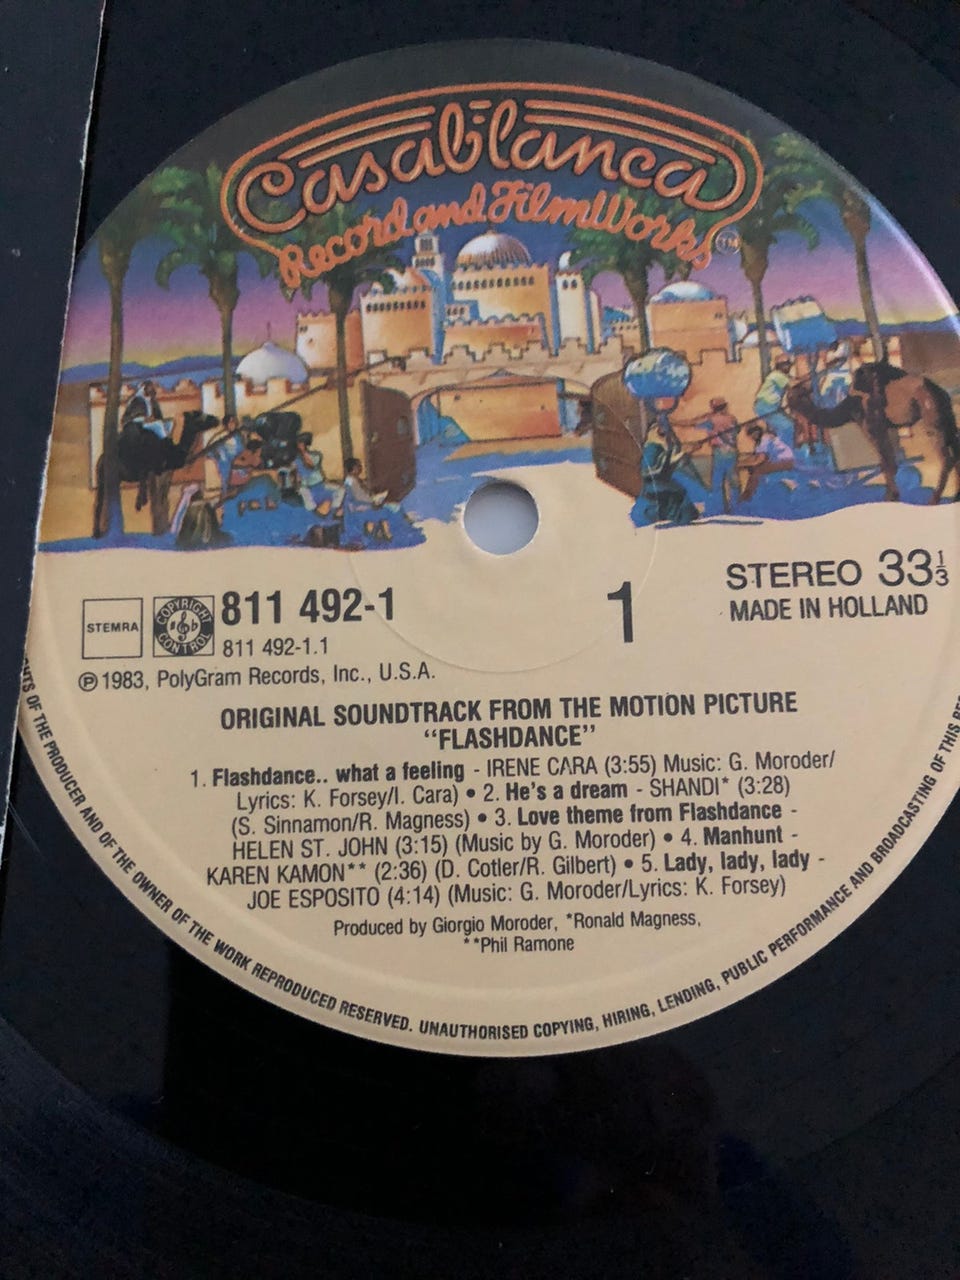 Casablanca
Record and FilmWorks TM
STEMRA
COPYRIGHT CONTROL
811 492-1
811 492-1.1
℗ 1983, PolyGram Records, Inc., U.S.A.
1
STEREO 33 1/3
MADE IN HOLLAND
ORIGINAL SOUNDTRACK FROM THE MOTION PICTURE
“FLASHDANCE”
1. Flashdance.. what a feeling - IRENE CARA (3:55) Music: G. Moroder/
Lyrics: K. Forsey/I. Cara) • 2. He's a dream - SHANDI* (3:28)
(S. Sinnamon/R. Magness) • 3. Love theme from Flashdance -
HELEN ST. JOHN (3:15) (Music by G. Moroder) • 4. Manhunt -
KAREN KAMON** (2:36) (D. Cotler/R. Gilbert) • 5. Lady, lady, lady -
JOE ESPOSITO (4:14) (Music: G. Moroder/Lyrics: K. Forsey)
Produced by Giorgio Moroder, *Ronald Magness,
**Phil Ramone
OF THE PRODUCER AND OF THE OWNER OF THE WORK REPRODUCED RESERVED. UNAUTHORISED COPYING, HIRING, LENDING, PUBLIC PERFORMANCE AND BROADCASTING OF THIS